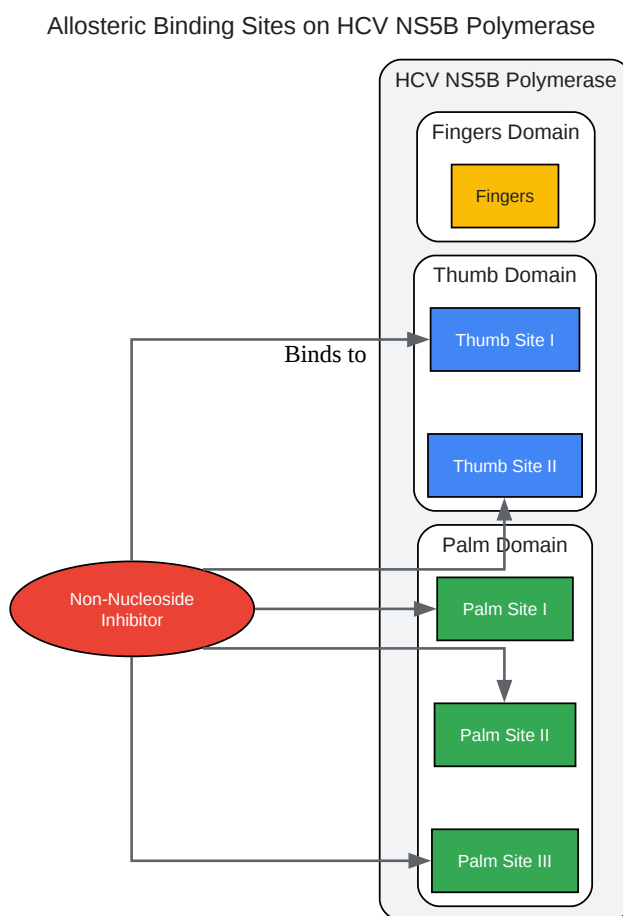 Allosteric Binding Sites on HCV NS5B Polymerase
HCV NS5B Polymerase
Fingers Domain
Fingers
Thumb Domain
Thumb Site I
Binds to
Thumb Site II
Palm Domain
Non-Nucleoside
Inhibitor
Palm Site I
Palm Site II
Palm Site III